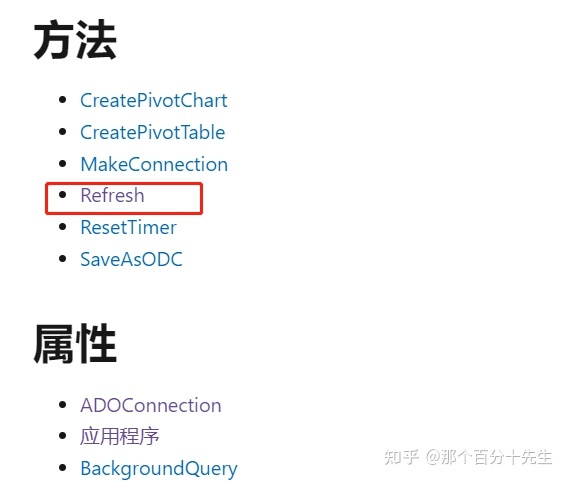 方法
CreatePivotChart
CreatePivotTable
MakeConnection
Refresh
ResetTimer
SaveAsODC
属性
ADOConnection
应用程序
BackgroundQuery
知乎 @那个百分十先生